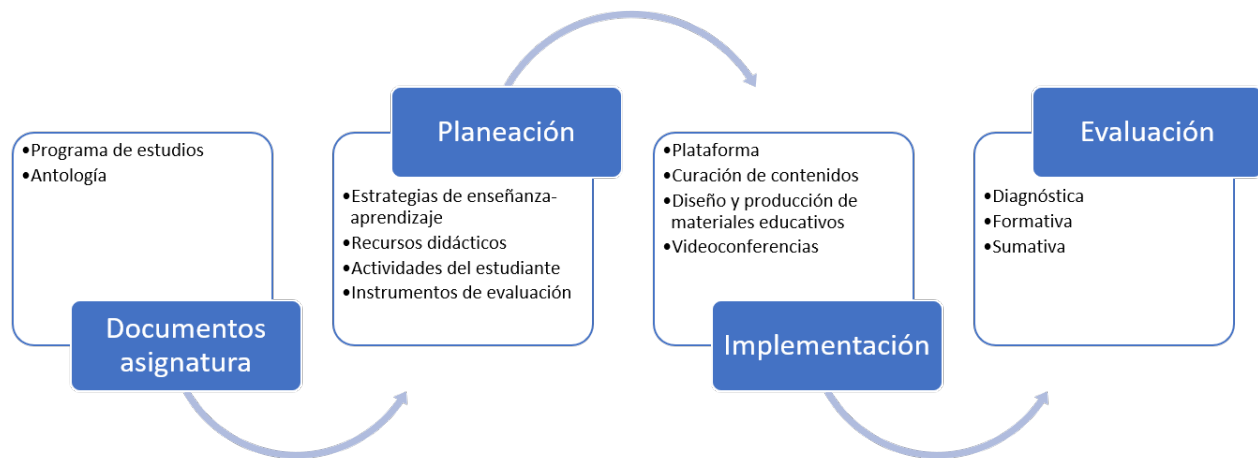 •Programa de estudios
•Antología
Documentos
asignatura
Planeación
•Estrategias de enseñanza-
aprendizaje
•Recursos didácticos
•Actividades del estudiante
•Instrumentos de evaluación
•Plataforma
•Curación de contenidos
•Diseño y producción de
materiales educativos
•Videoconferencias
Implementación
Evaluación
•Diagnóstica
•Formativa
•Sumativa